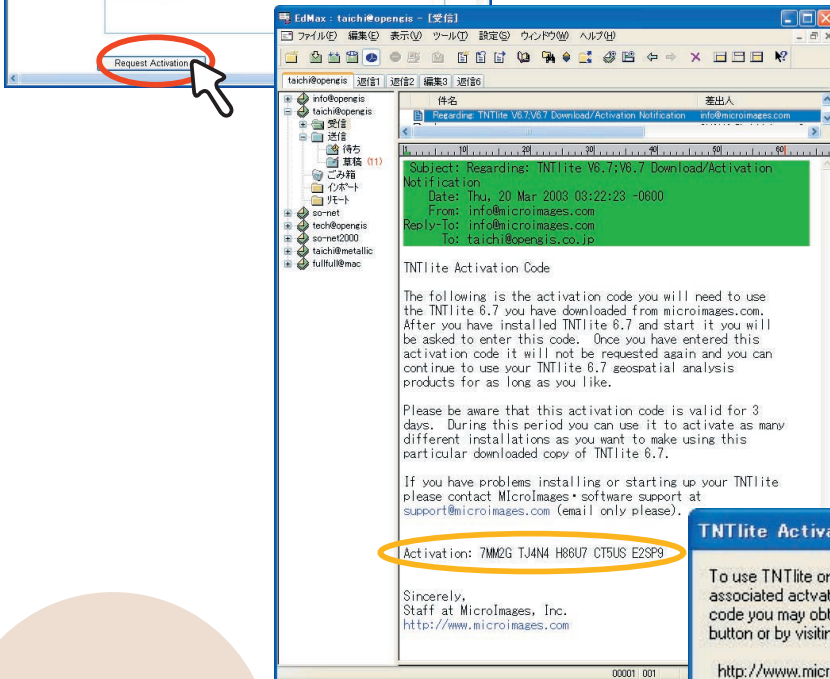 Request Activation
EdMax : taichi@opengis - [受信]
ファイル(F) 編集(E) 表示(V) ツール(T) 設定(S) ウィンドウ(W) ヘルプ(H)
taichi@opengis 返信1 返信2 編集3 返信6
info@opengis
taichi@opengis
受信
送信
待ち
草稿 (11)
ごみ箱
インポート
リモート
so-net
tech@opengis
so-net2000
taichi@metallic
fullfull@mac
件名 差出人
Regarding: TNTlite V6.7;V6.7 Download/Activation Notification info@microimages.com
10 20 30 40 50 60
Subject: Regarding: TNTlite V6.7;V6.7 Download/Activation
Notification
Date: Thu, 20 Mar 2003 03:22:23 -0600
From: info@microimages.com
Reply-To: info@microimages.com
To: taichi@opengis.co.jp
TNTlite Activation Code
The following is the activation code you will need to use
the TNTlite 6.7 you have downloaded from microimages.com.
After you have installed TNTlite 6.7 and start it you will
be asked to enter this code. Once you have entered this
activation code it will not be requested again and you can
continue to use your TNTlite 6.7 geospatial analysis
products for as long as you like.
Please be aware that this activation code is valid for 3
days. During this period you can use it to activate as many
different installations as you want to make using this
particular downloaded copy of TNTlite 6.7.
If you have problems installing or starting up your TNTlite
please contact MIcroImages・software support at
support@microimages.com (email only please).
Activation: 7MM2G TJ4N4 H86U7 CT5US E2SP9
Sincerely,
Staff at MicroImages, Inc.
http://www.microimages.com
00001 001
TNTlite Activa
To use TNTlite or
associated actvat
code you may obt
button or by visitin
http://www.micr